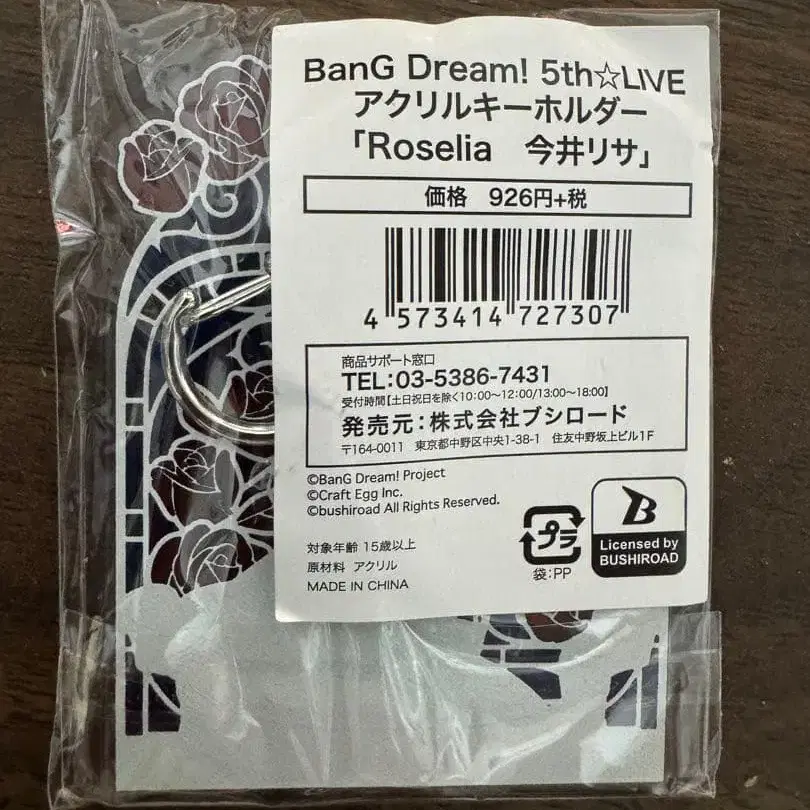 BanG Dream! 5th☆LIVE
アクリルキーホルダー
「Roselia　今井リサ」
価格　926円+税
4 573414 727307
商品サポート窓口
TEL:03-5386-7431
受付時間【土日祝日を除く10:00～12:00/13:00～18:00】
発売元：株式会社ブシロード
〒164-0011　東京都中野区中央1-38-1　住友中野坂上ビル1F
©BanG Dream! Project
©Craft Egg Inc.
©bushiroad All Rights Reserved.
対象年齢 15歳以上
原材料 アクリル
MADE IN CHINA
プラ
袋:PP
B
Licensed by
BUSHIROAD